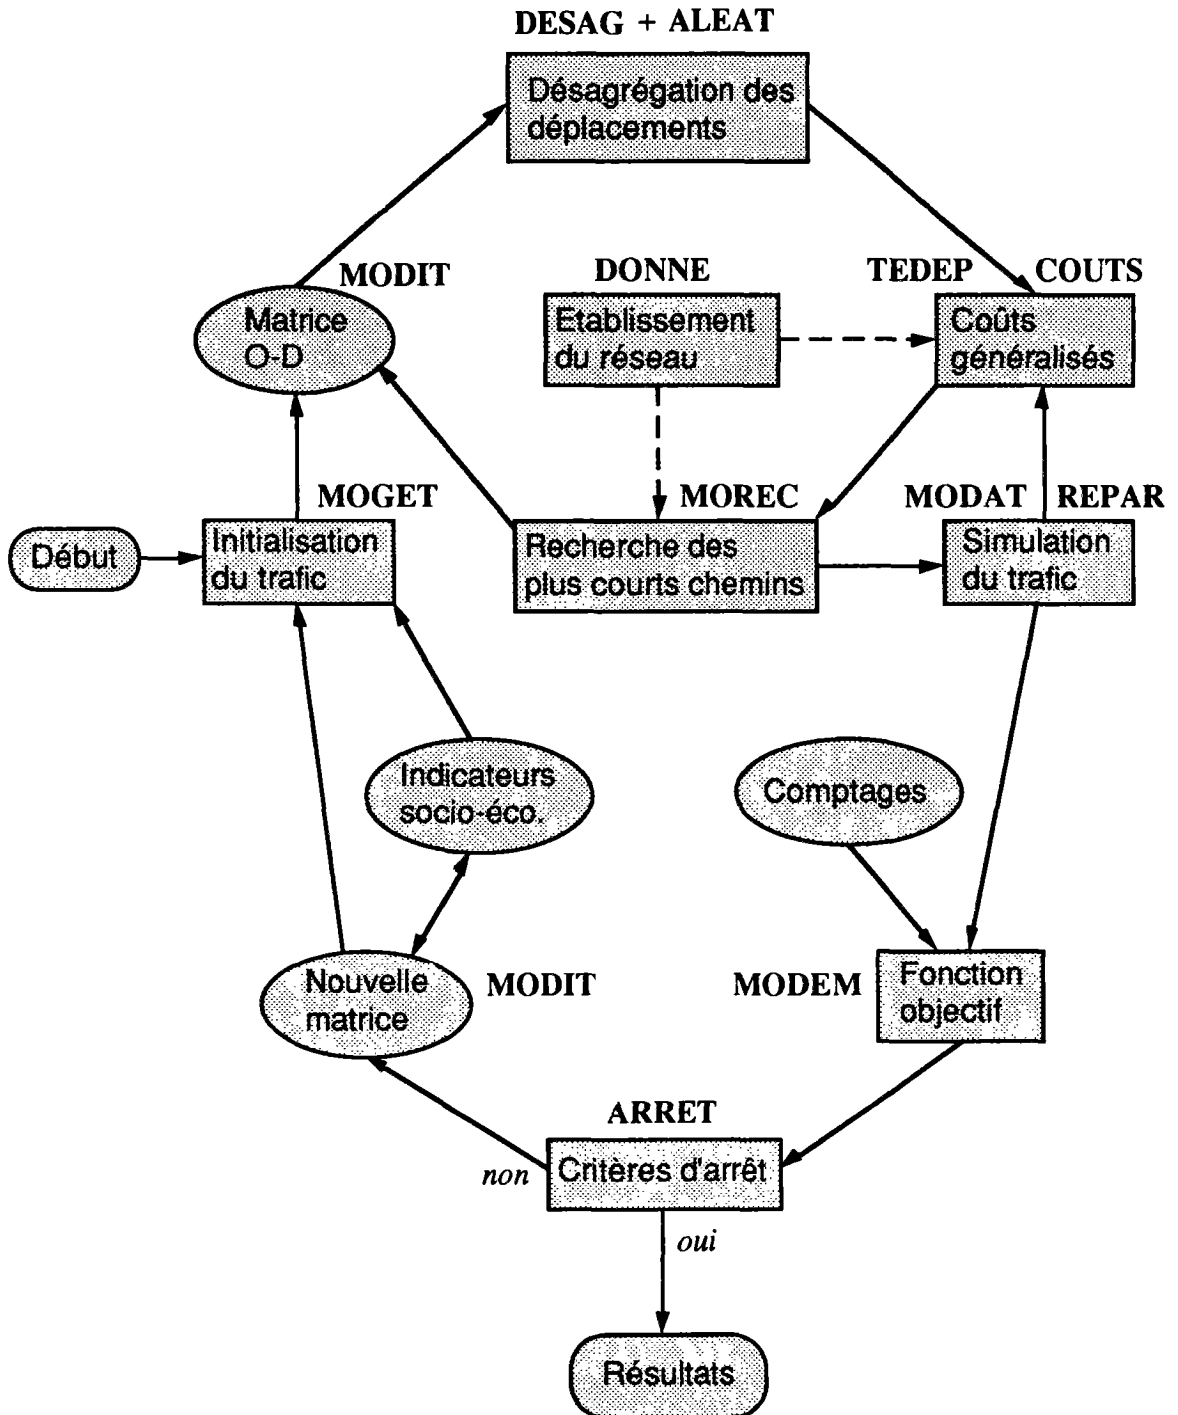 DESAG + ALEAT
Désagrégation des
déplacements
MODIT
DONNE
TEDEP
COUTS
Matrice
O-D
Etablissement
du réseau
Coûts
généralisés
MOGET
MOREC
MODAT
REPAR
Début
Initialisation
du trafic
Recherche des
plus courts chemins
Simulation
du trafic
Indicateurs
socio-éco.
Comptages
Nouvelle
matrice
MODIT
MODEM
Fonction
objectif
ARRET
non
Critères d'arrêt
oui
Résultats